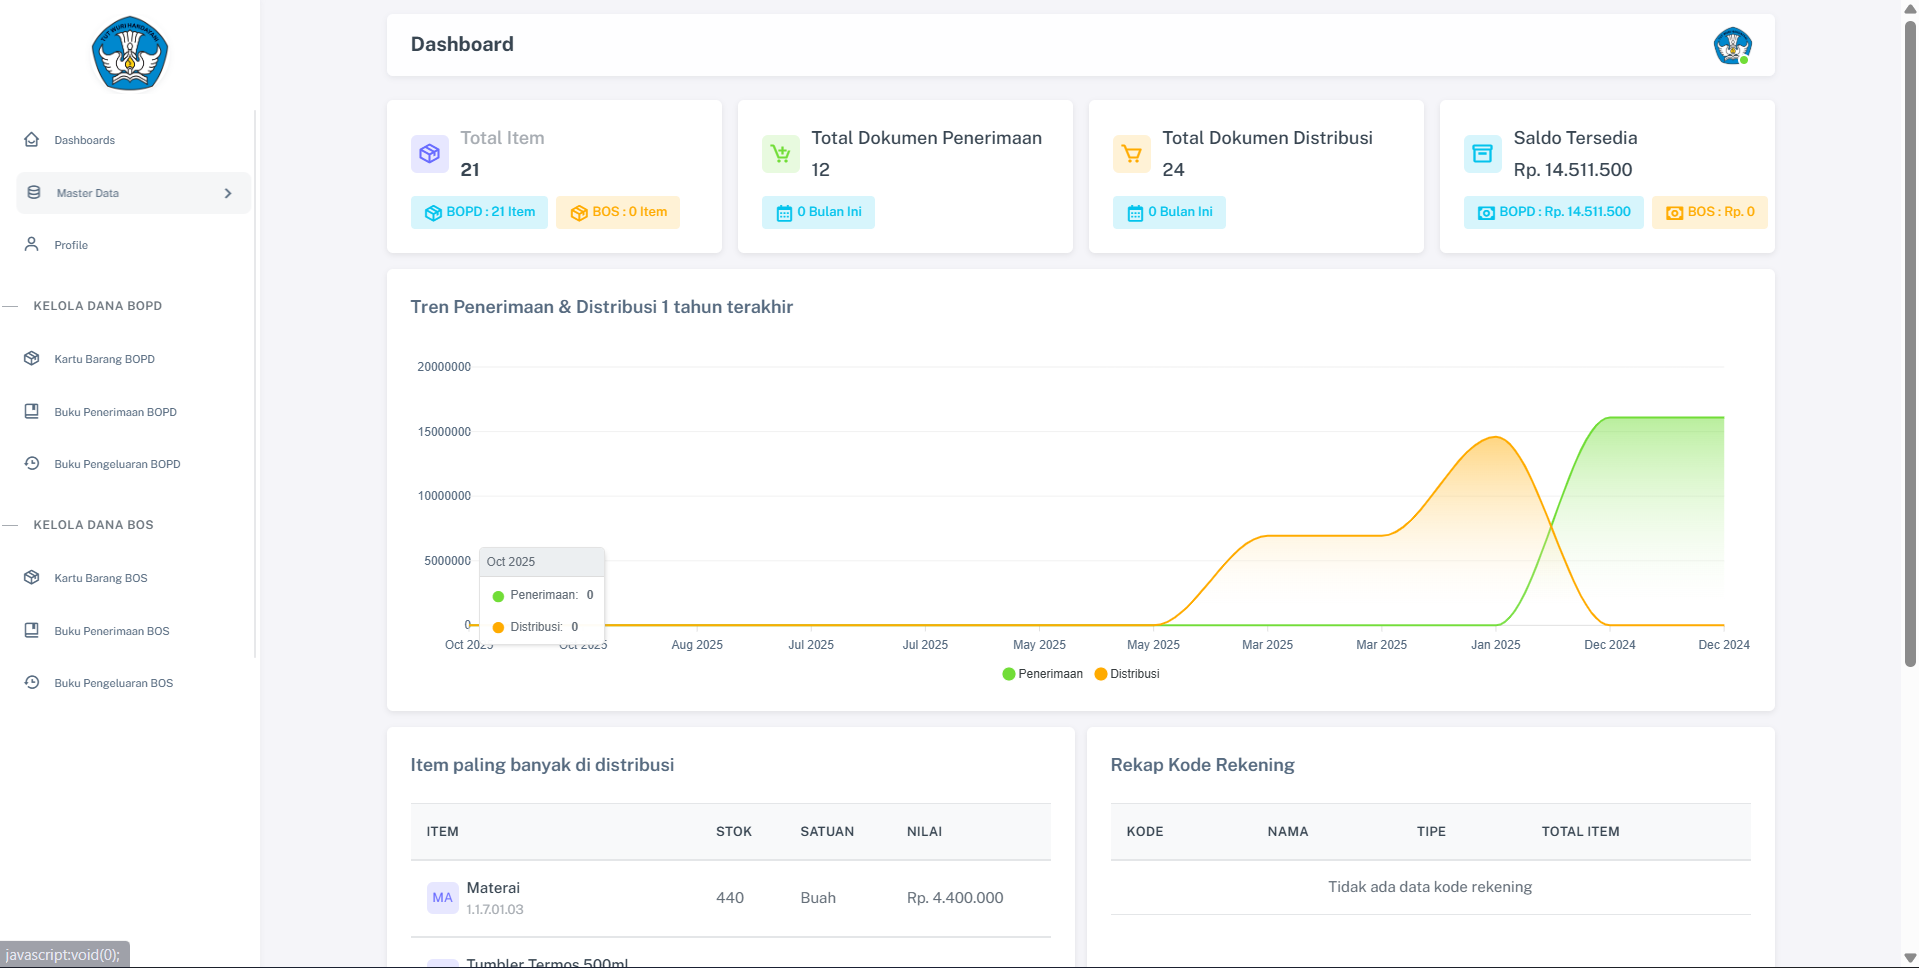 TUT WURI HANDAYANI
Dashboards
Master Data
Profile
KELOLA DANA BOPD
Kartu Barang BOPD
Buku Penerimaan BOPD
Buku Pengeluaran BOPD
KELOLA DANA BOS
Kartu Barang BOS
Buku Penerimaan BOS
Buku Pengeluaran BOS
javascript:void(0);
Dashboard
Total Item
21
BOPD : 21 Item
BOS : 0 Item
Total Dokumen Penerimaan
12
0 Bulan Ini
Total Dokumen Distribusi
24
0 Bulan Ini
Saldo Tersedia
Rp. 14.511.500
BOPD : Rp. 14.511.500
BOS : Rp. 0
Tren Penerimaan & Distribusi 1 tahun terakhir
20000000
15000000
10000000
5000000
0
Oct 2025
Penerimaan: 0
Distribusi: 0
Oct 2025 Oct 2025 Aug 2025 Jul 2025 Jul 2025 May 2025 May 2025 Mar 2025 Mar 2025 Jan 2025 Dec 2024 Dec 2024
Penerimaan Distribusi
Item paling banyak di distribusi
ITEM STOK SATUAN NILAI
MA Materai 440 Buah Rp. 4.400.000
1.1.7.01.03
Tumbler Termos 500ml
Rekap Kode Rekening
KODE NAMA TIPE TOTAL ITEM
Tidak ada data kode rekening